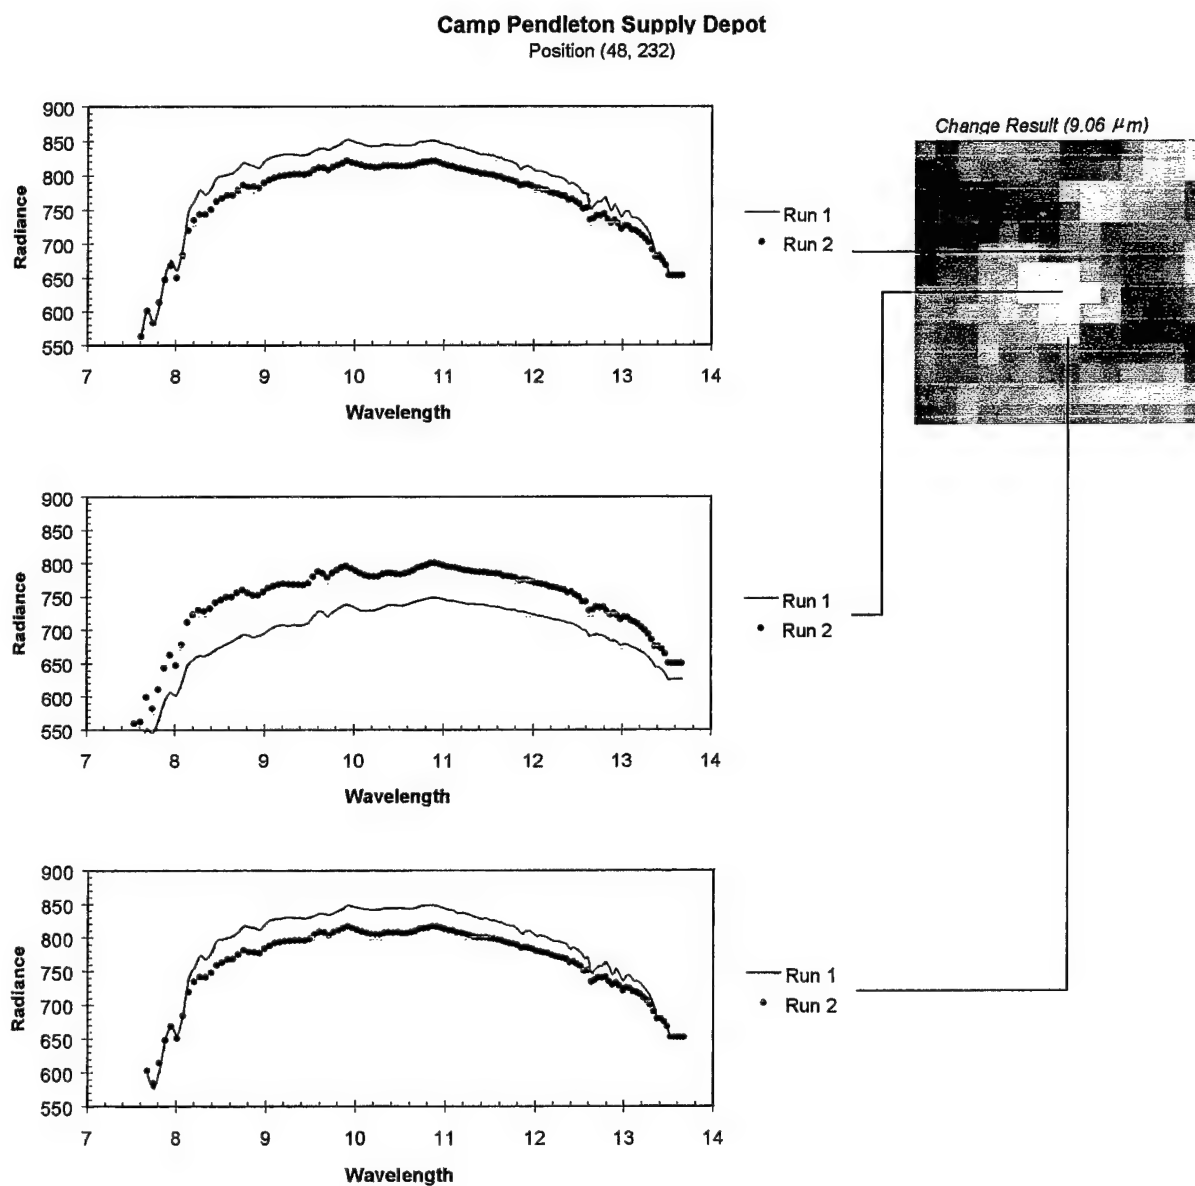 Camp Pendleton Supply Depot
Position (48, 232)
Change Result (9.06 μm)
900
850
800
750
700
650
600
550
Radiance
7 8 9 10 11 12 13 14
Wavelength
Run 1
Run 2
900
850
800
750
700
650
600
550
Radiance
7 8 9 10 11 12 13 14
Wavelength
Run 1
Run 2
900
850
800
750
700
650
600
550
Radiance
7 8 9 10 11 12 13 14
Wavelength
Run 1
Run 2